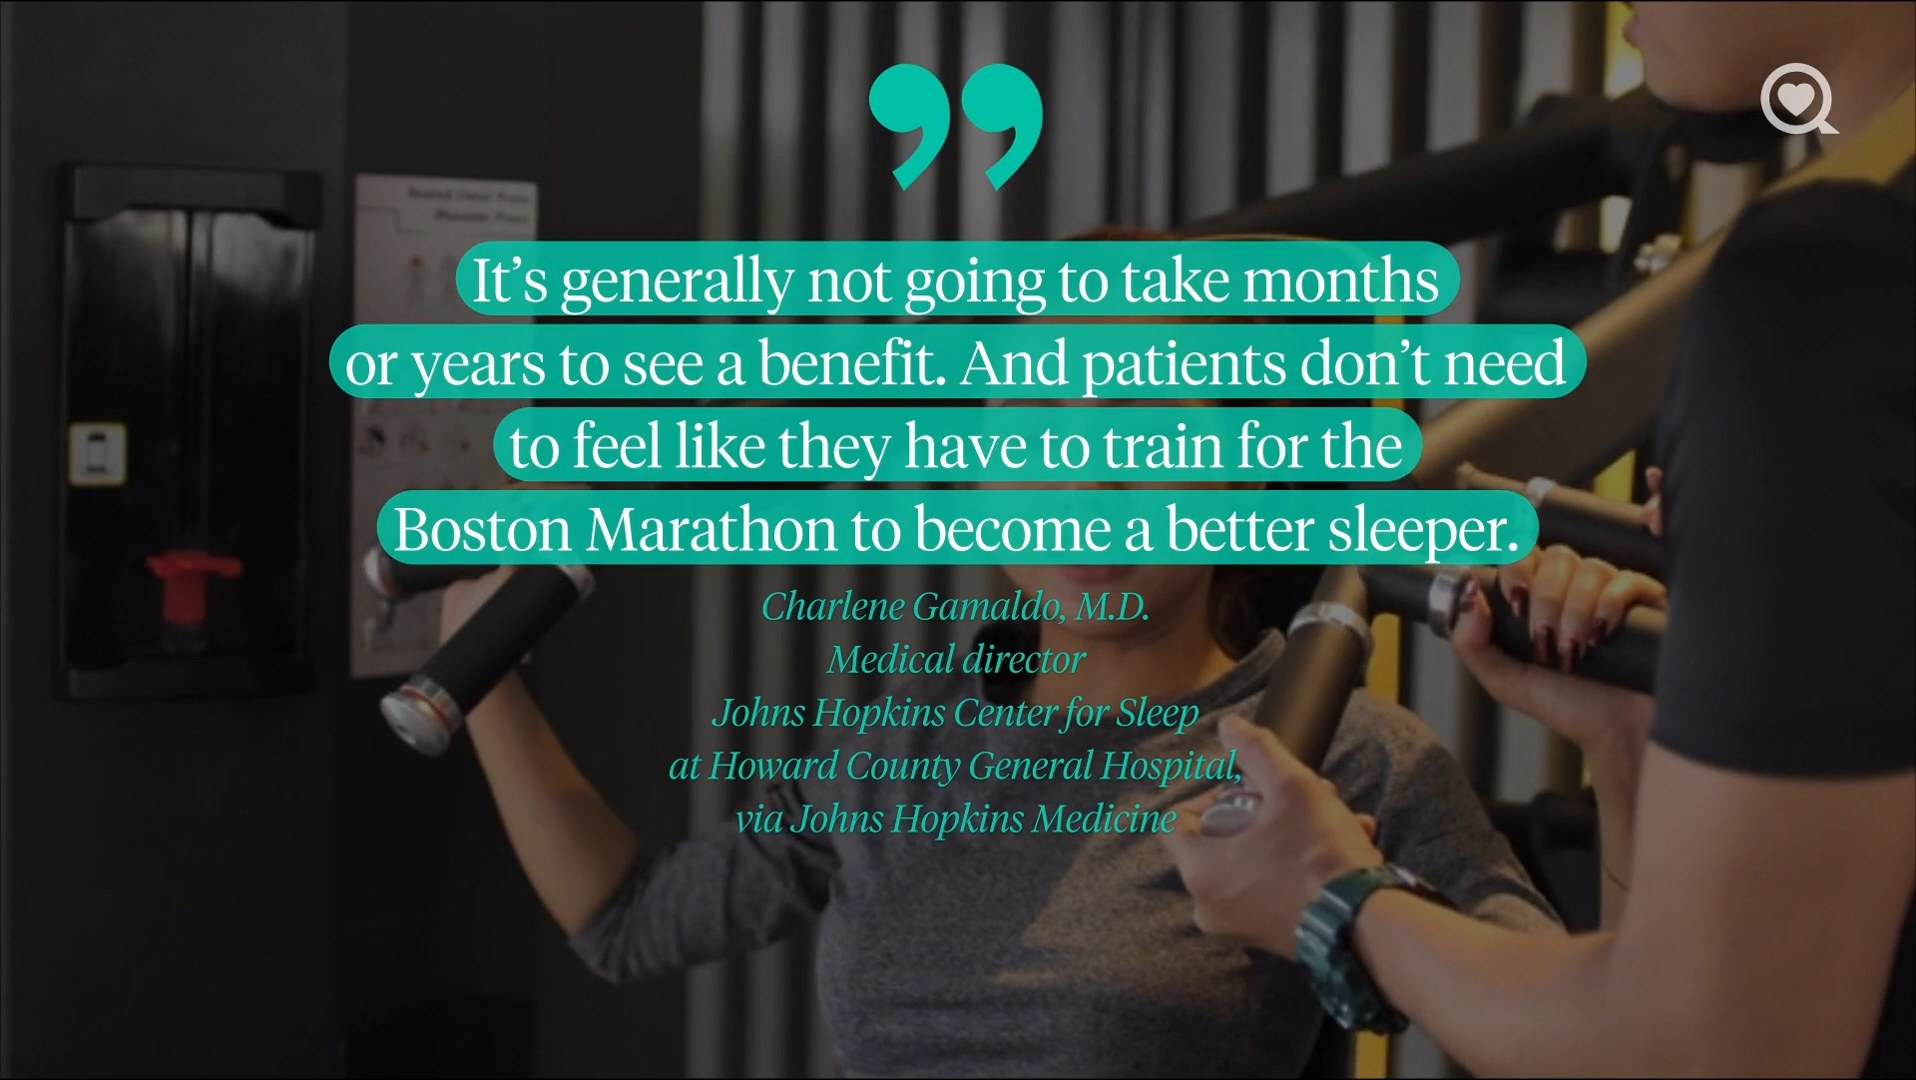 ”
It’s generally not going to take months
or years to see a benefit. And patients don’t need
to feel like they have to train for the
Boston Marathon to become a better sleeper.
Charlene Gamaldo, M.D.
Medical director
Johns Hopkins Center for Sleep
at Howard County General Hospital,
via Johns Hopkins Medicine